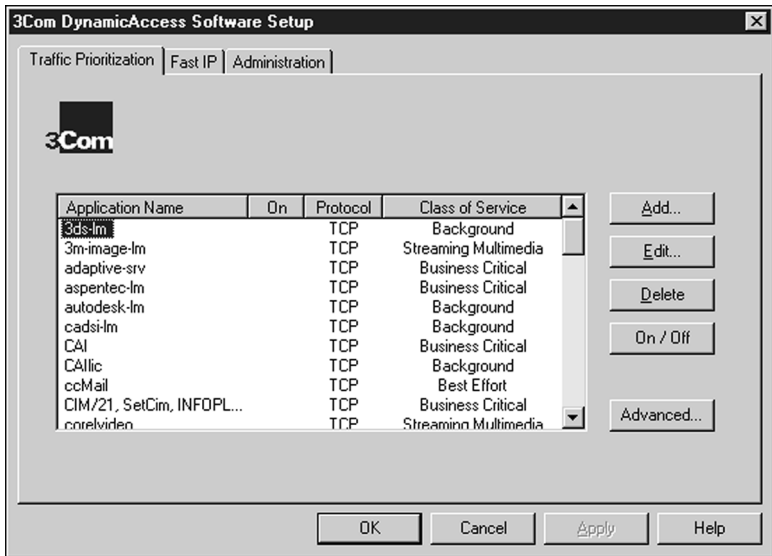 3Com DynamicAccess Software Setup
Traffic Prioritization Fast IP Administration
3Com
Application Name On Protocol Class of Service
3ds-lm TCP Background
3m-image-lm TCP Streaming Multimedia
adaptive-srv TCP Business Critical
aspentec-lm TCP Business Critical
autodesk-lm TCP Background
cadsi-lm TCP Background
CAI TCP Business Critical
CAIlic TCP Background
ccMail TCP Best Effort
CIM/21, SetCim, INFOPL... TCP Business Critical
corelvideo TCP Streaming Multimedia
Add...
Edit...
Delete
On / Off
Advanced...
OK Cancel Apply Help